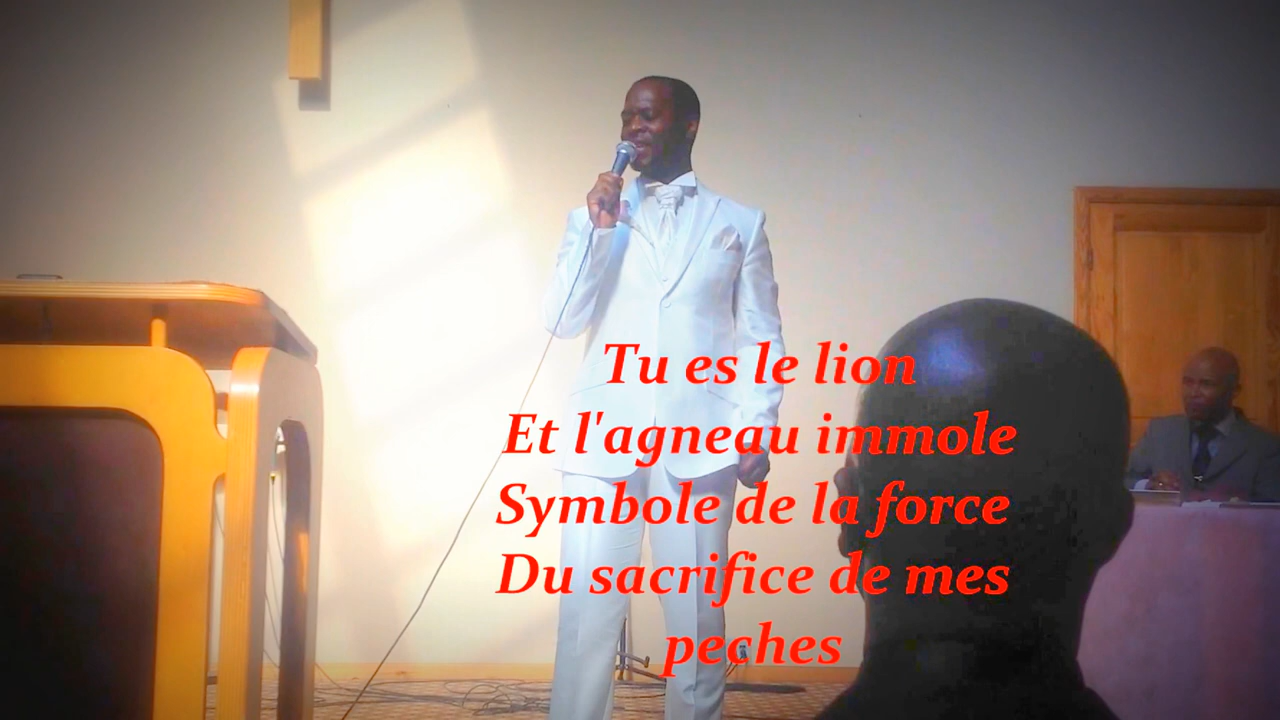 Tu es le lion
Et l'agneau immole
Symbole de la force
Du sacrifice de mes
peches